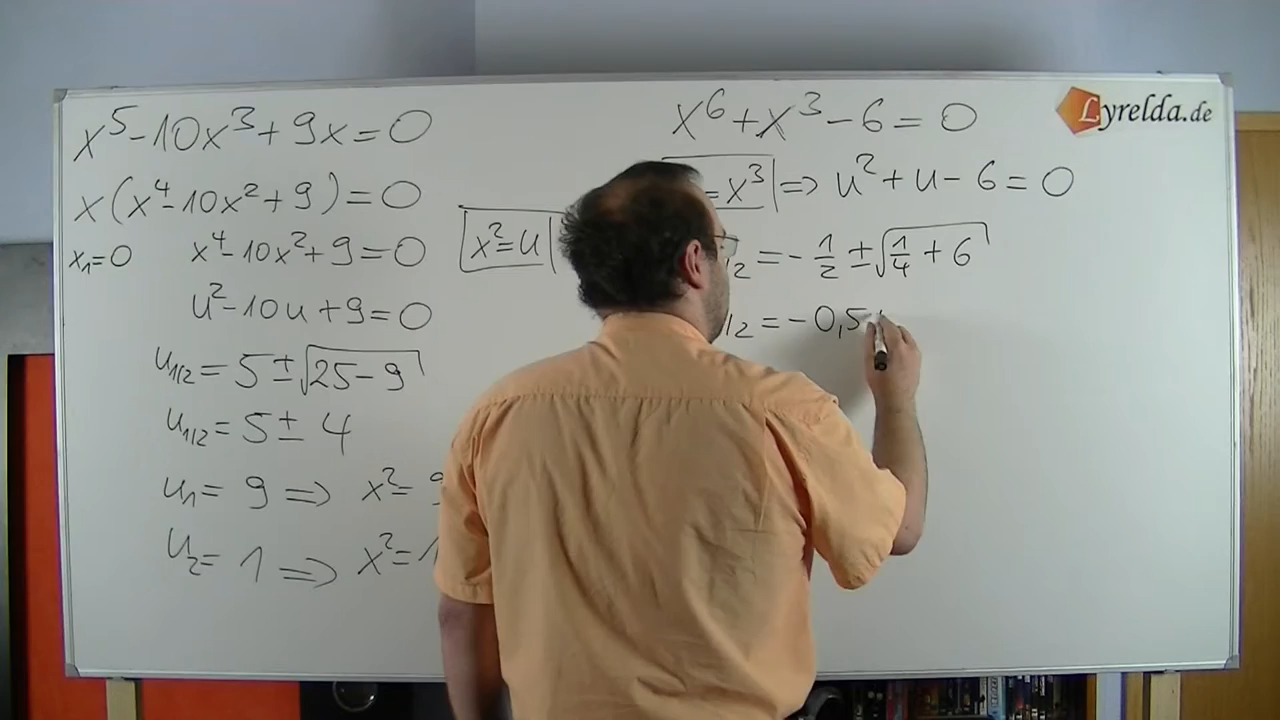 x⁵-10x³+9x=0
x(x⁴-10x²+9)=0
x₁=0 x⁴-10x²+9=0 x²=u
u²-10u+9=0
u₁/₂=5±√25-9
u₁/₂=5±4
u₁=9⇒ x²=9
u₂=1⇒ x²=1
x⁶+x³-6=0
=x³ ⇒ u²+u-6=0
₁/₂=-1/2±√1/4+6
₁/₂=-0,5
Lyrelda.de